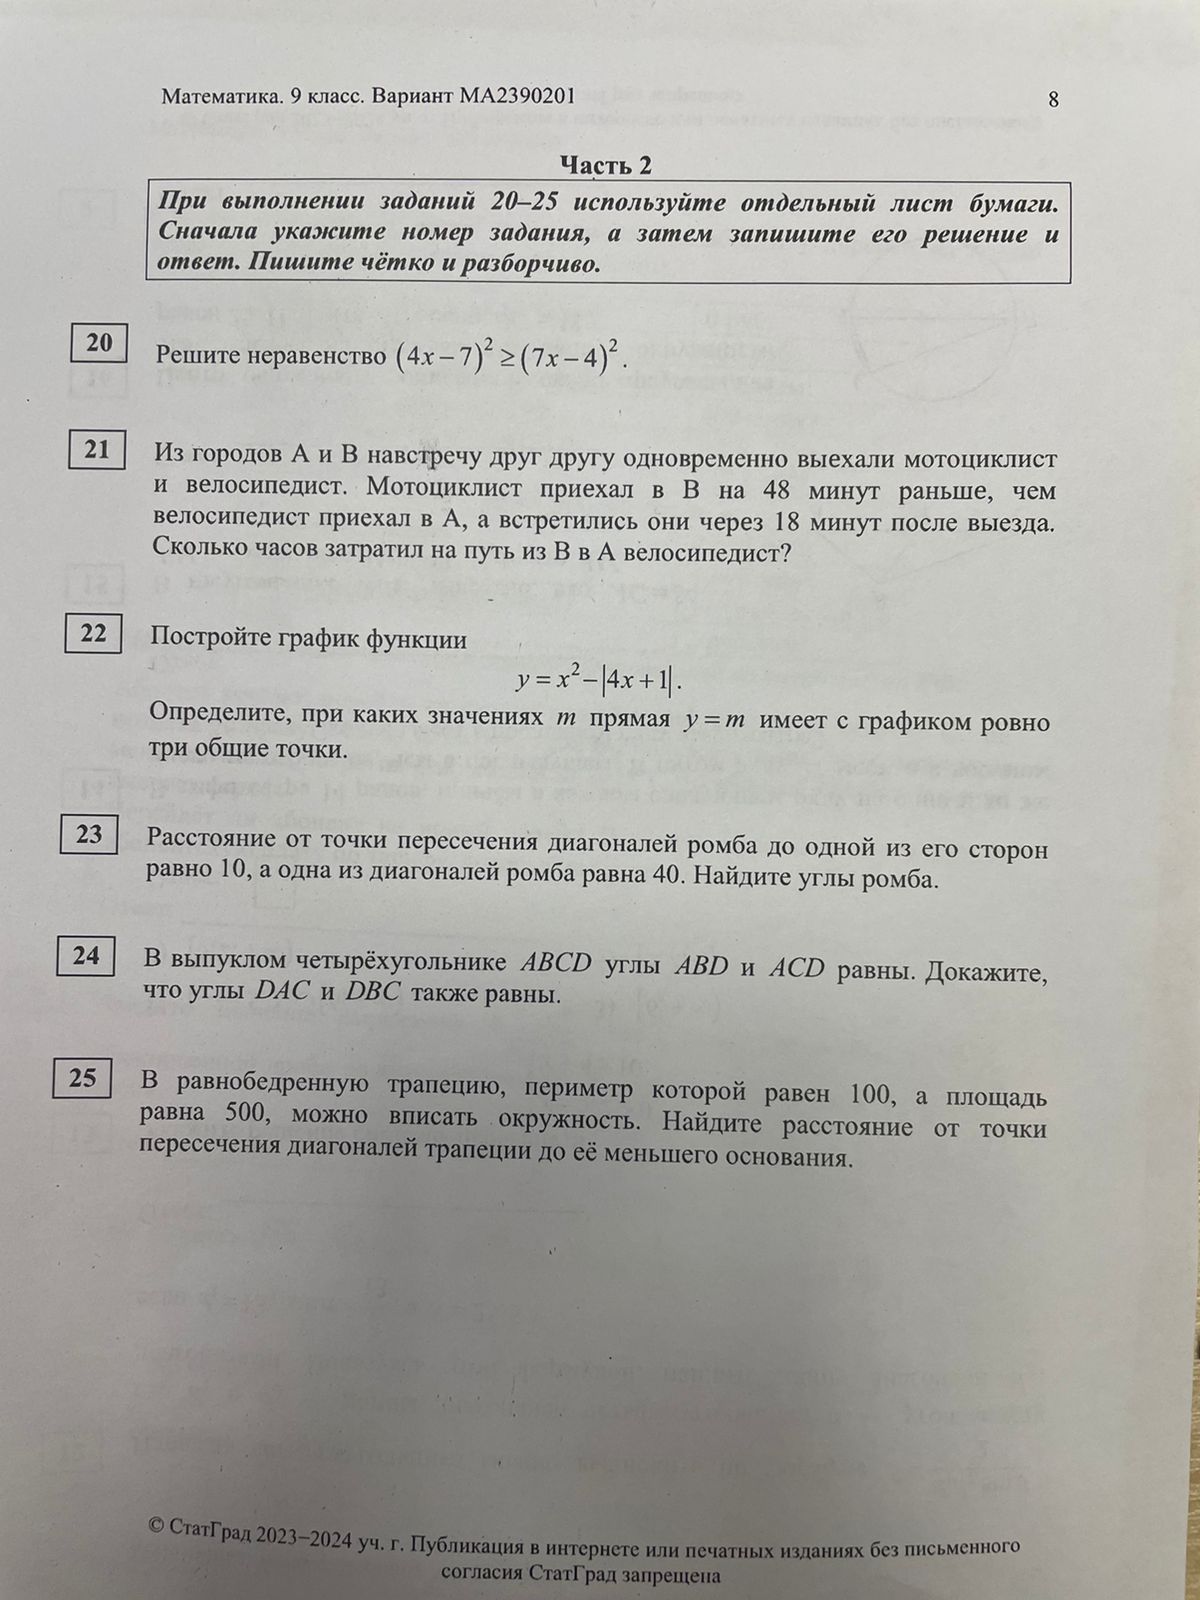 Математика. 9 класс. Вариант МА2390201
8
Часть 2
При выполнении заданий 20–25 используйте отдельный лист бумаги.
Сначала укажите номер задания, а затем запишите его решение и
ответ. Пишите чётко и разборчиво.
20
Решите неравенство (4x – 7)² ≥ (7x – 4)².
21
Из городов А и В навстречу друг другу одновременно выехали мотоциклист
и велосипедист. Мотоциклист приехал в В на 48 минут раньше, чем
велосипедист приехал в А, а встретились они через 18 минут после выезда.
Сколько часов затратил на путь из В в А велосипедист?
22
Постройте график функции
y = x² – |4x + 1|.
Определите, при каких значениях m прямая y = m имеет с графиком ровно
три общие точки.
23
Расстояние от точки пересечения диагоналей ромба до одной из его сторон
равно 10, а одна из диагоналей ромба равна 40. Найдите углы ромба.
24
В выпуклом четырёхугольнике ABCD углы ABD и ACD равны. Докажите,
что углы DAC и DBC также равны.
25
В равнобедренную трапецию, периметр которой равен 100, а площадь
равна 500, можно вписать окружность. Найдите расстояние от точки
пересечения диагоналей трапеции до её меньшего основания.
© СтатГрад 2023–2024 уч. г. Публикация в интернете или печатных изданиях без письменного
согласия СтатГрад запрещена